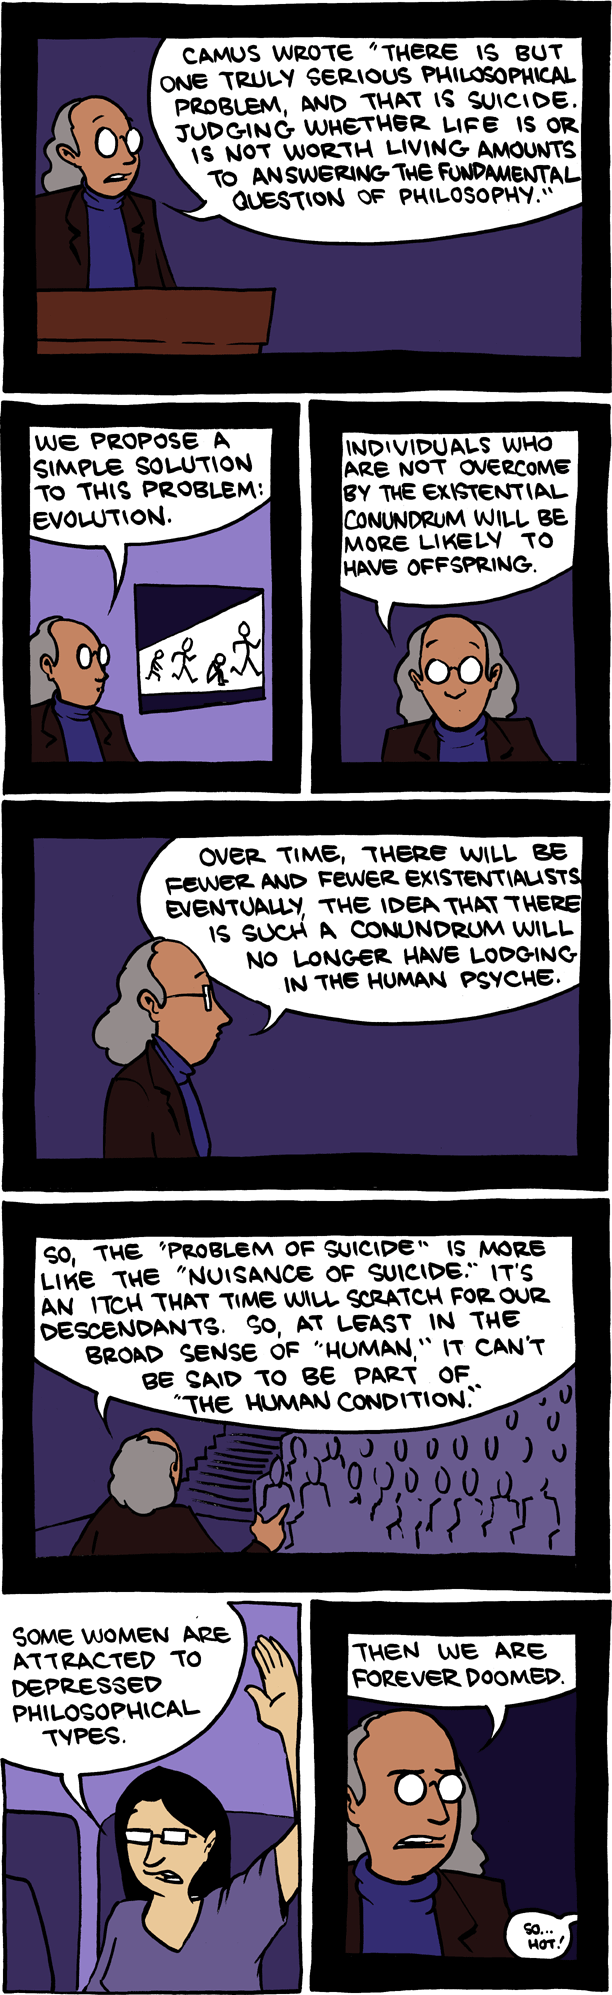 CAMUS WROTE "THERE IS BUT
ONE TRULY SERIOUS PHILOSOPHICAL
PROBLEM, AND THAT IS SUICIDE.
JUDGING WHETHER LIFE IS OR
IS NOT WORTH LIVING AMOUNTS
TO ANSWERING THE FUNDAMENTAL
QUESTION OF PHILOSOPHY."
WE PROPOSE A
SIMPLE SOLUTION
TO THIS PROBLEM:
EVOLUTION.
INDIVIDUALS WHO
ARE NOT OVERCOME
BY THE EXISTENTIAL
CONUNDRUM WILL BE
MORE LIKELY TO
HAVE OFFSPRING.
OVER TIME, THERE WILL BE
FEWER AND FEWER EXISTENTIALISTS.
EVENTUALLY, THE IDEA THAT THERE
IS SUCH A CONUNDRUM WILL
NO LONGER HAVE LODGING
IN THE HUMAN PSYCHE.
SO, THE "PROBLEM OF SUICIDE" IS MORE
LIKE THE "NUISANCE OF SUICIDE." IT'S
AN ITCH THAT TIME WILL SCRATCH FOR OUR
DESCENDANTS. SO, AT LEAST IN THE
BROAD SENSE OF "HUMAN," IT CAN'T
BE SAID TO BE PART OF
"THE HUMAN CONDITION."
SOME WOMEN ARE
ATTRACTED TO
DEPRESSED
PHILOSOPHICAL
TYPES.
THEN WE ARE
FOREVER DOOMED.
SO...
HOT!